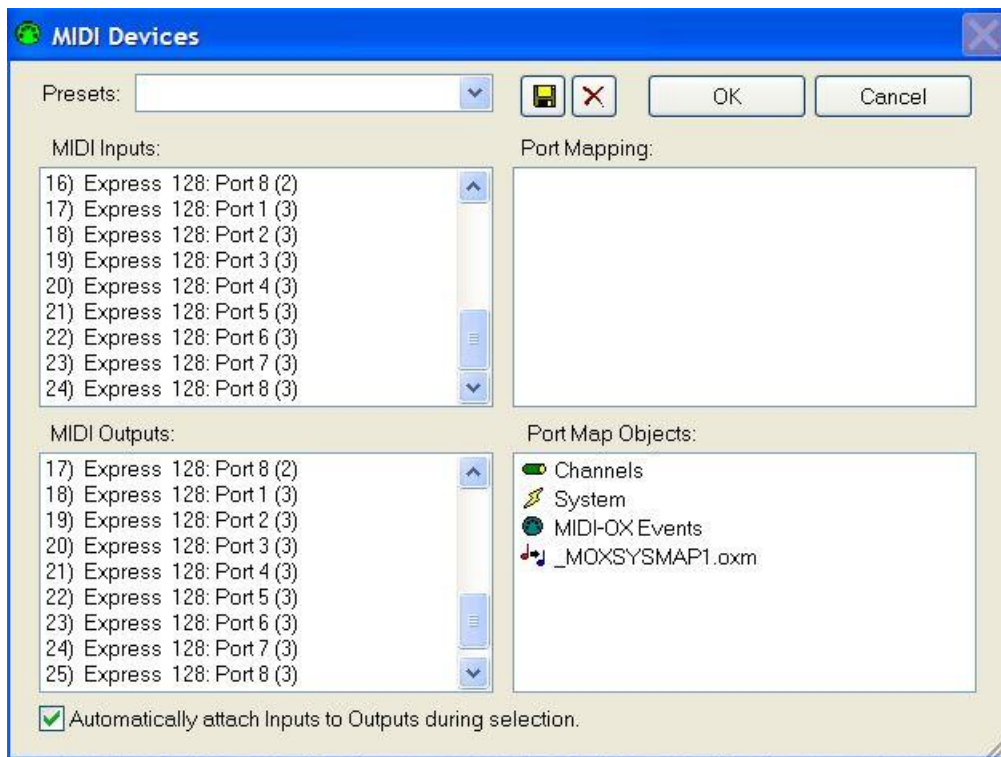 MIDI Devices
Presets:
OK
Cancel
MIDI Inputs:
16) Express 128: Port 8 (2)
17) Express 128: Port 1 (3)
18) Express 128: Port 2 (3)
19) Express 128: Port 3 (3)
20) Express 128: Port 4 (3)
21) Express 128: Port 5 (3)
22) Express 128: Port 6 (3)
23) Express 128: Port 7 (3)
24) Express 128: Port 8 (3)
Port Mapping:
MIDI Outputs:
17) Express 128: Port 8 (2)
18) Express 128: Port 1 (3)
19) Express 128: Port 2 (3)
20) Express 128: Port 3 (3)
21) Express 128: Port 4 (3)
22) Express 128: Port 5 (3)
23) Express 128: Port 6 (3)
24) Express 128: Port 7 (3)
25) Express 128: Port 8 (3)
Port Map Objects:
Channels
System
MIDI-OX Events
_MOXSYSMAP1.oxm
Automatically attach Inputs to Outputs during selection.